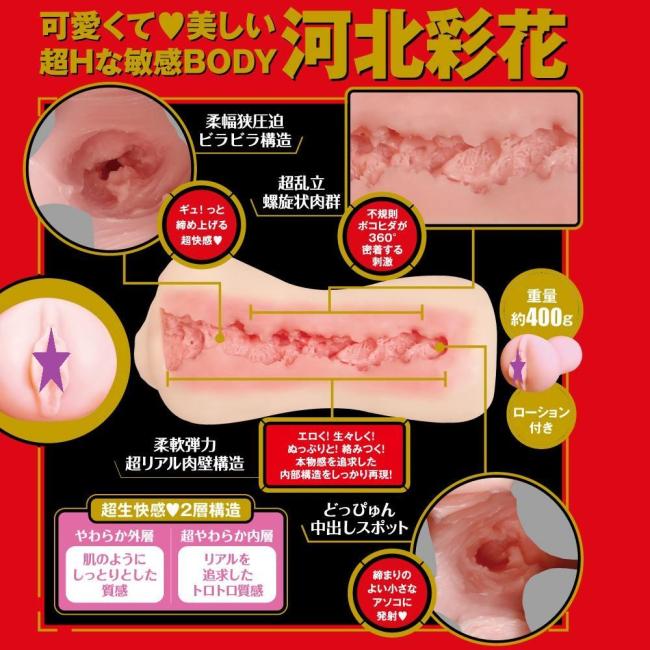 可愛くて♥美しい
超Hな敏感BODY
河北彩花
柔幅狭圧迫
ビラビラ構造
超乱立
螺旋状肉群
ギュ!っと
締め上げる
超快感♥
不規則
ボコヒダが
360°
密着する
刺激
重量
約400g
ローション
付き
柔軟弾力
超リアル肉壁構造
エロく!生々しく!
ぬっぷりと!絡みつく!
本物感を追求した
内部構造をしっかり再現!
超生快感♥2層構造
やわらか外層
肌のように
しっとりとした
質感
超やわらか内層
リアルを
追求した
トロトロ質感
どっぴゅん
中出しスポット
締まりの
よい小さな
アソコに
発射♥